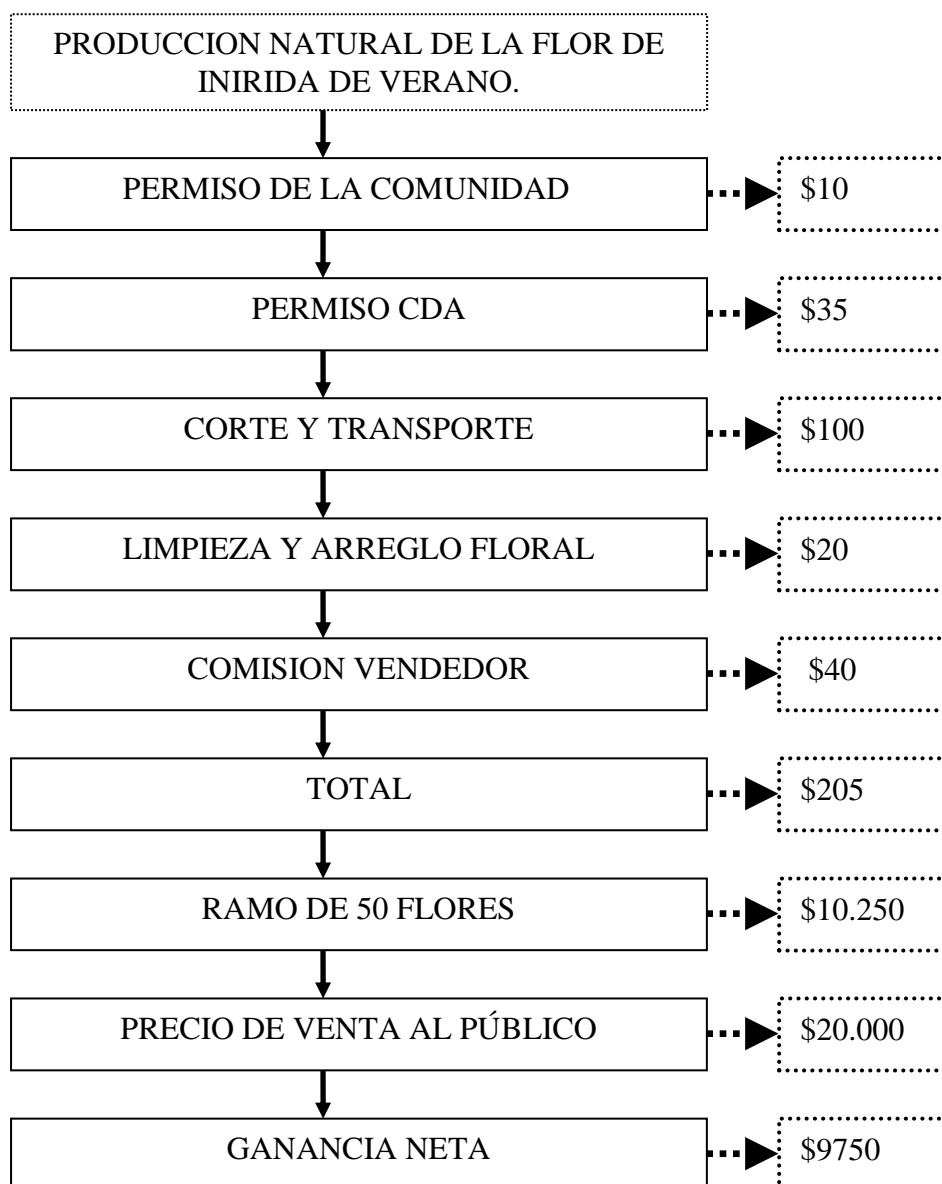 PRODUCCION NATURAL DE LA FLOR DE
INIRIDA DE VERANO.
PERMISO DE LA COMUNIDAD $10
PERMISO CDA $35
CORTE Y TRANSPORTE $100
LIMPIEZA Y ARREGLO FLORAL $20
COMISION VENDEDOR $40
TOTAL $205
RAMO DE 50 FLORES $10.250
PRECIO DE VENTA AL PÚBLICO $20.000
GANANCIA NETA $9750